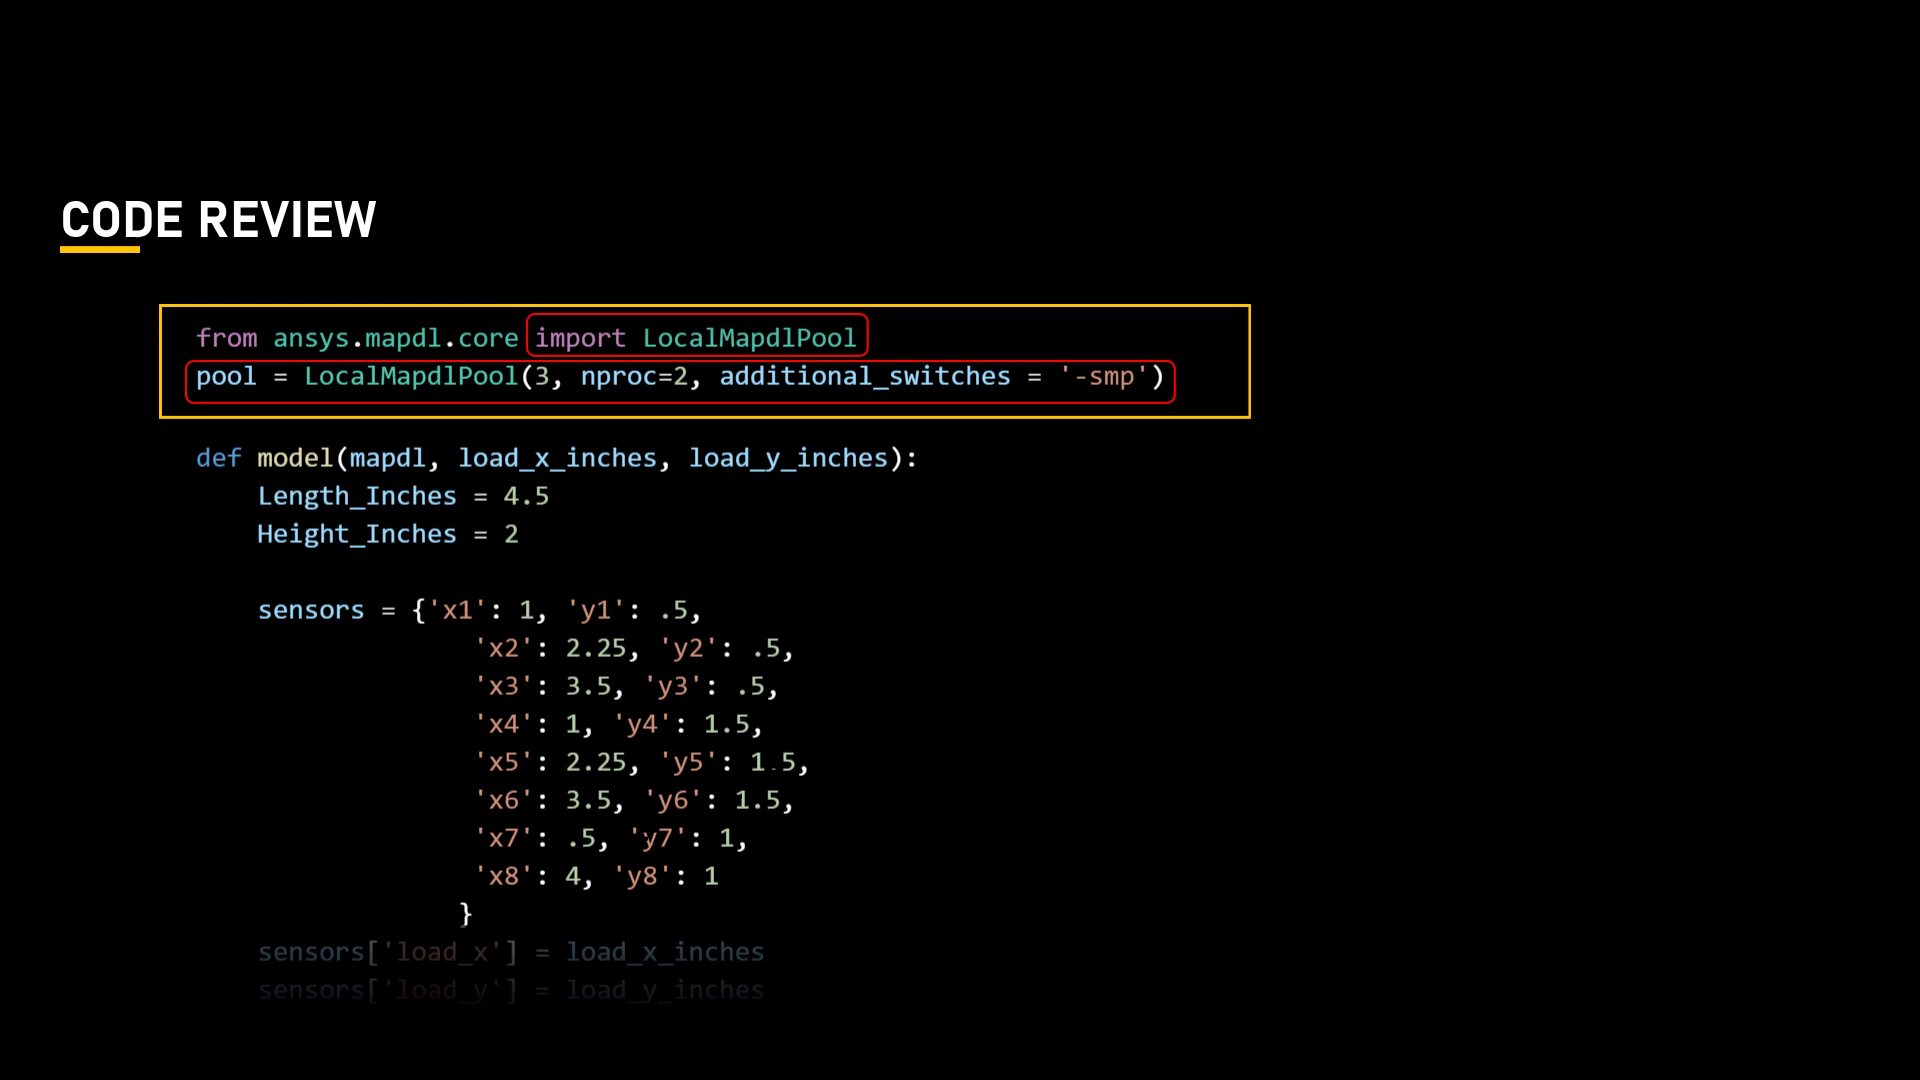 CODE REVIEW
from ansys.mapdl.core import LocalMapdlPool
pool = LocalMapdlPool(3, nproc=2, additional_switches = '-smp')
def model(mapdl, load_x_inches, load_y_inches):
    Length_Inches = 4.5
    Height_Inches = 2
    sensors = {'x1': 1, 'y1': .5,
                  'x2': 2.25, 'y2': .5,
                  'x3': 3.5, 'y3': .5,
                  'x4': 1, 'y4': 1.5,
                  'x5': 2.25, 'y5': 1.5,
                  'x6': 3.5, 'y6': 1.5,
                  'x7': .5, 'y7': 1,
                  'x8': 4, 'y8': 1
                 }
    sensors['load_x'] = load_x_inches
    sensors['load_y'] = load_y_inches